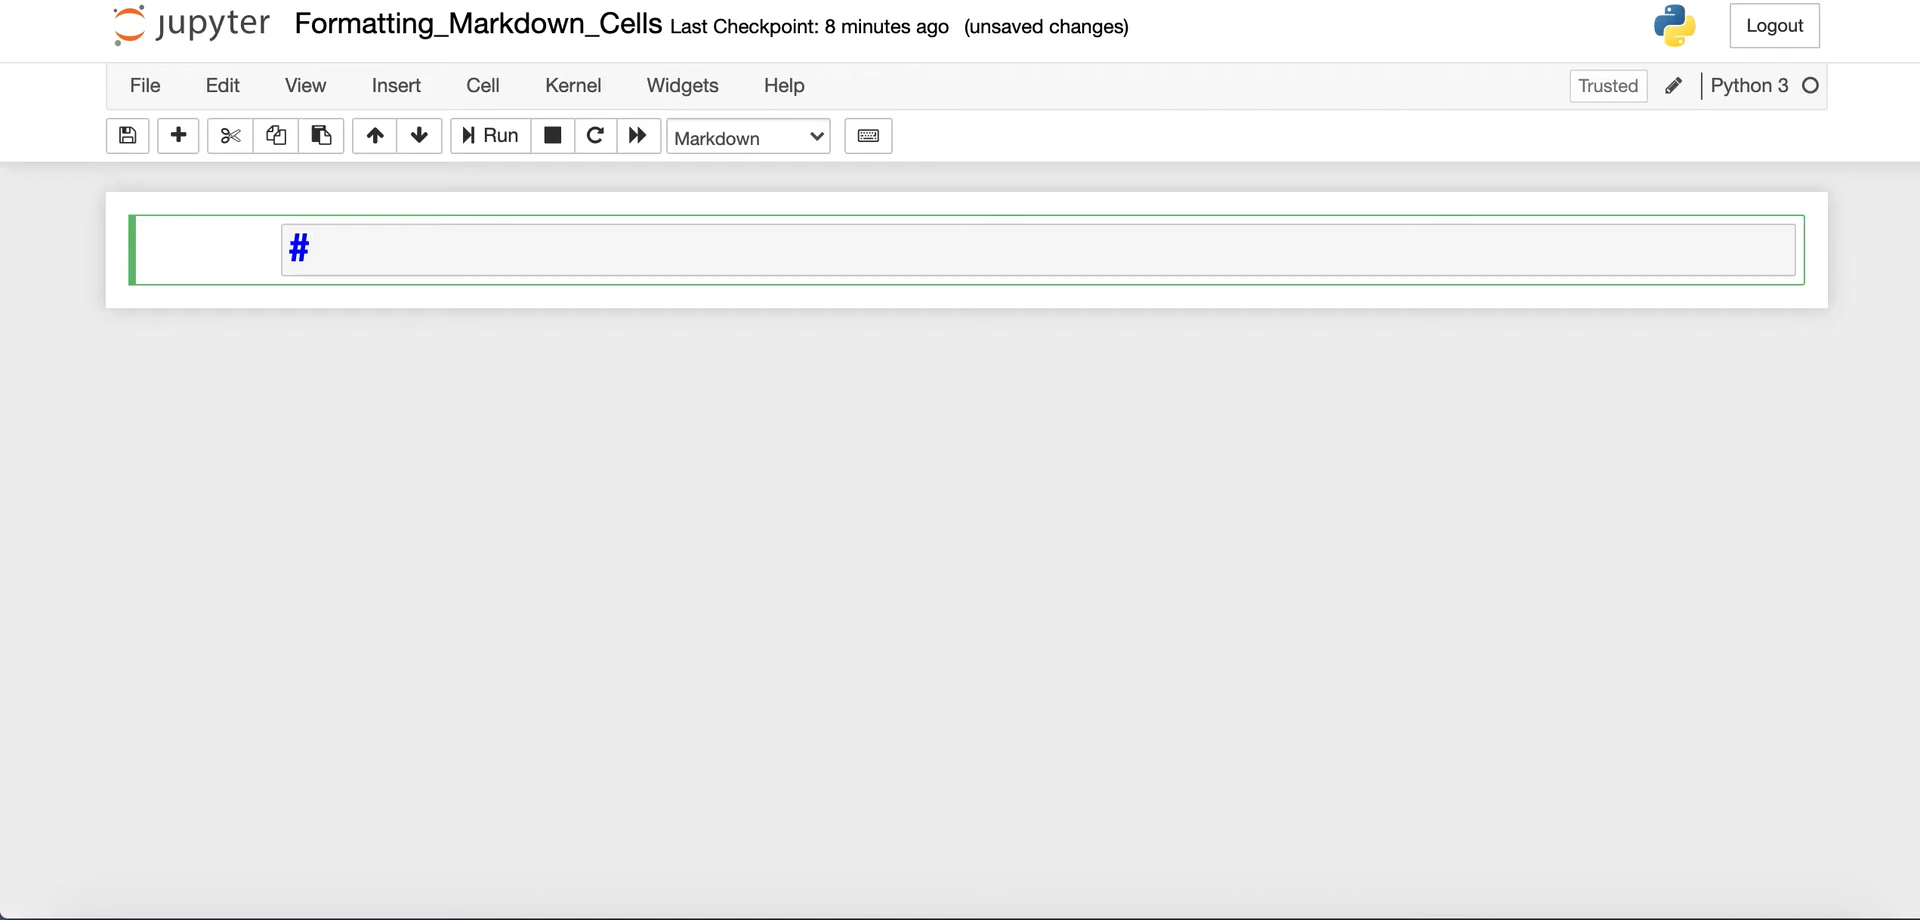 jupyter Formatting_Markdown_Cells Last Checkpoint: 8 minutes ago (unsaved changes) Logout
File Edit View Insert Cell Kernel Widgets Help Trusted Python 3
Run Markdown
#